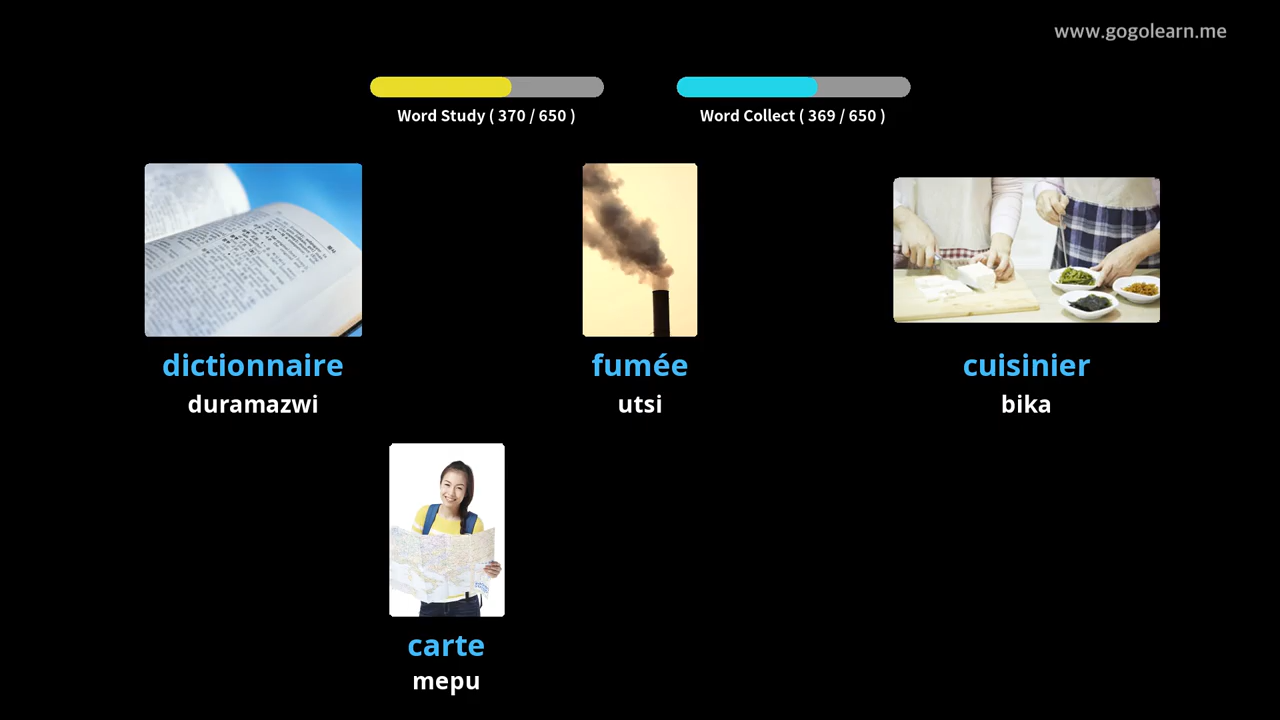 www.gogolearn.me
Word Study ( 370 / 650 )
Word Collect ( 369 / 650 )
dictionnaire
duramazwi
fumée
utsi
cuisinier
bika
carte
mepu